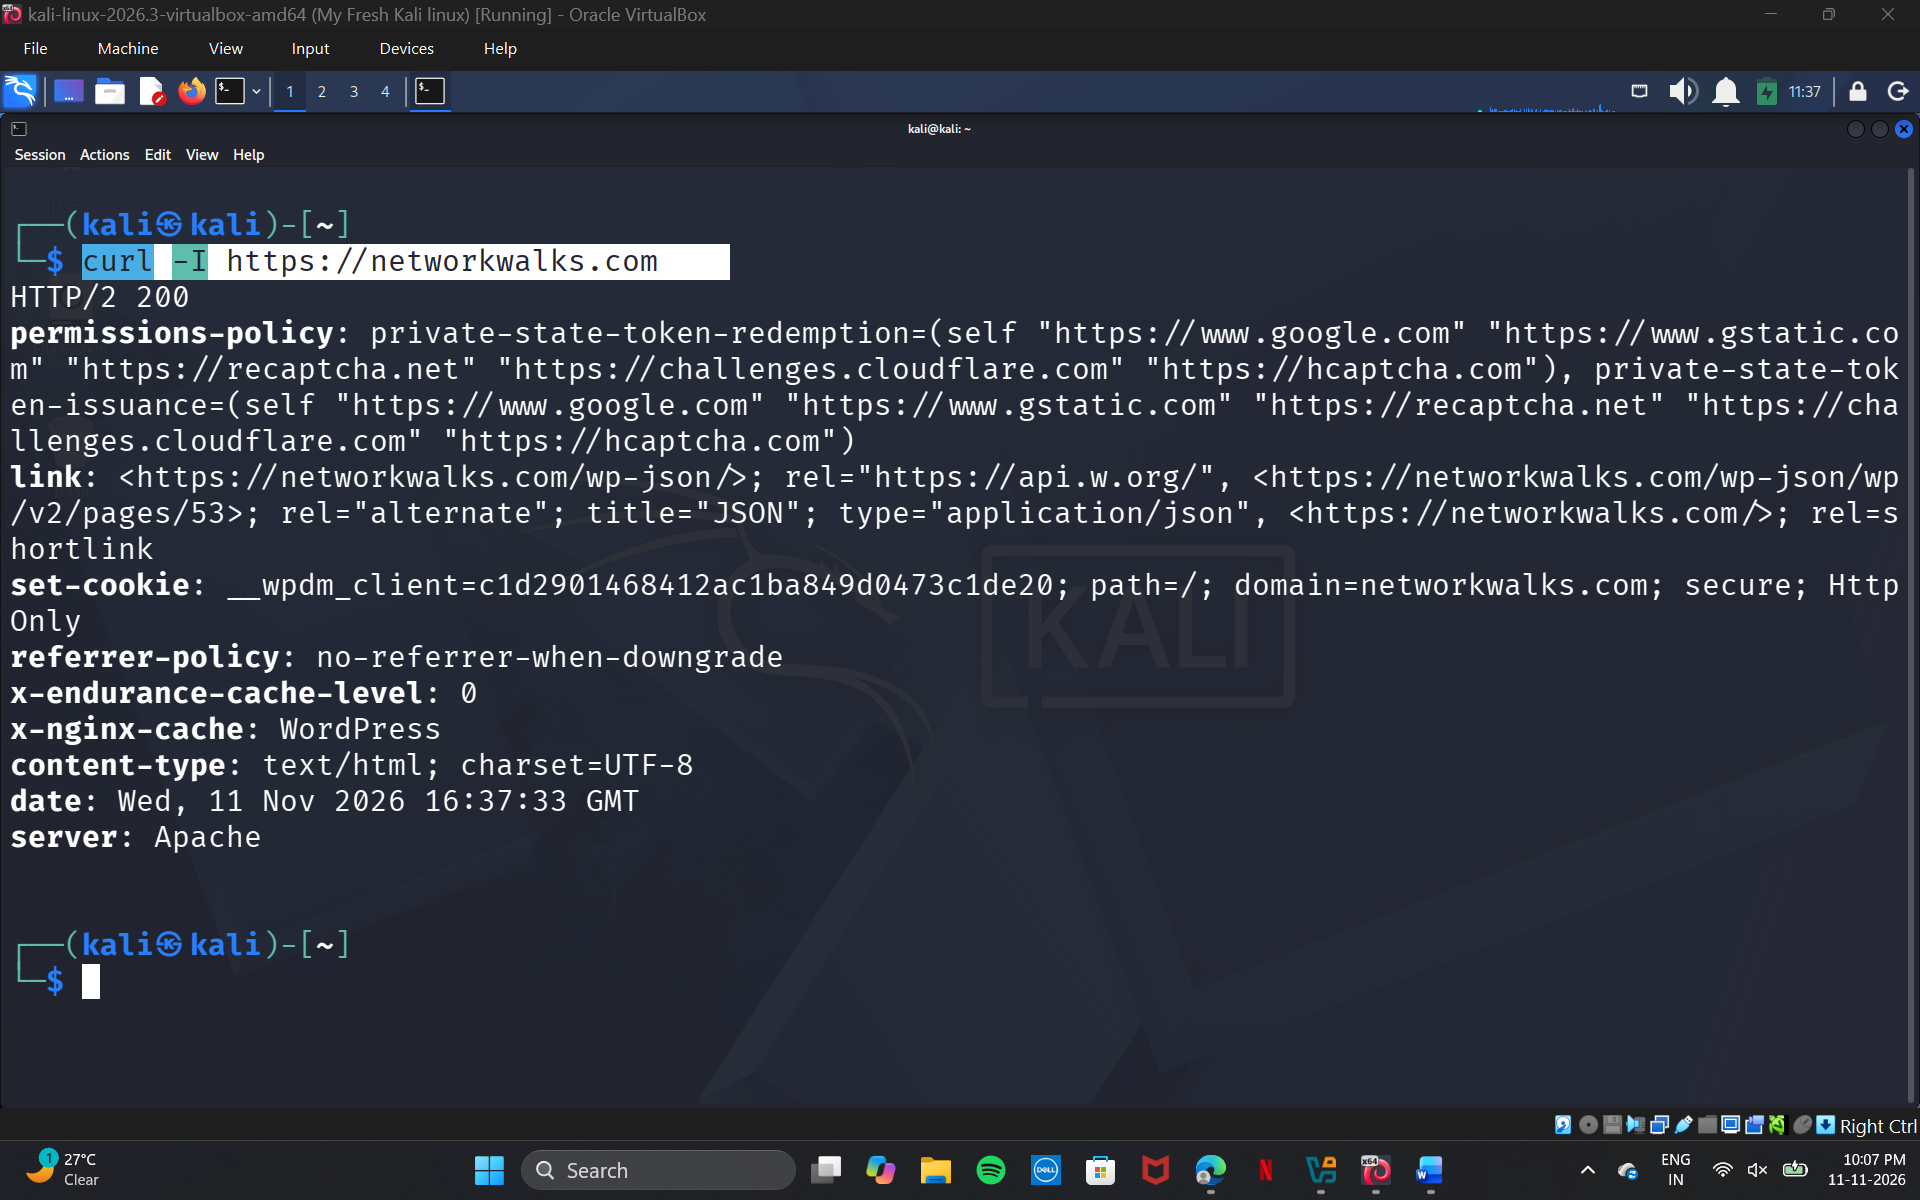 kali-linux-2026.3-virtualbox-amd64 (My Fresh Kali linux) [Running] - Oracle VirtualBox
File Machine View Input Devices Help
1 2 3 4 11:37
kali@kali: ~
Session Actions Edit View Help
┌──(kali㉿kali)-[~]
└─$ curl -I https://networkwalks.com
HTTP/2 200
permissions-policy: private-state-token-redemption=(self "https://www.google.com" "https://www.gstatic.co
m" "https://recaptcha.net" "https://challenges.cloudflare.com" "https://hcaptcha.com"), private-state-tok
en-issuance=(self "https://www.google.com" "https://www.gstatic.com" "https://recaptcha.net" "https://cha
llenges.cloudflare.com" "https://hcaptcha.com")
link: <https://networkwalks.com/wp-json/>; rel="https://api.w.org/", <https://networkwalks.com/wp-json/wp
/v2/pages/53>; rel="alternate"; title="JSON"; type="application/json", <https://networkwalks.com/>; rel=s
hortlink
set-cookie: __wpdm_client=c1d2901468412ac1ba849d0473c1de20; path=/; domain=networkwalks.com; secure; Http
Only
referrer-policy: no-referrer-when-downgrade
x-endurance-cache-level: 0
x-nginx-cache: WordPress
content-type: text/html; charset=UTF-8
date: Wed, 11 Nov 2026 16:37:33 GMT
server: Apache
KALI
┌──(kali㉿kali)-[~]
└─$
Right Ctrl
1
27°C
Clear
Search
DELL
x64
ENG
IN
10:07 PM
11-11-2026